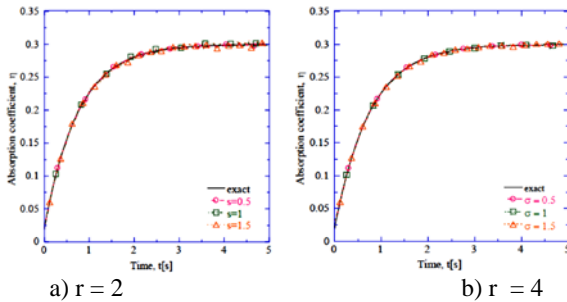 Absorption coefficient, η
0.35
0.3
0.25
0.2
0.15
0.1
0.05
0
exact
s=0.5
s=1
s=1.5
0 1 2 3 4 5
Time, t[s]
a) r = 2
Absorption coefficient, η
0.35
0.3
0.25
0.2
0.15
0.1
0.05
0
exact
σ = 0.5
σ = 1
σ = 1.5
0 1 2 3 4 5
Time, t[s]
b) r = 4